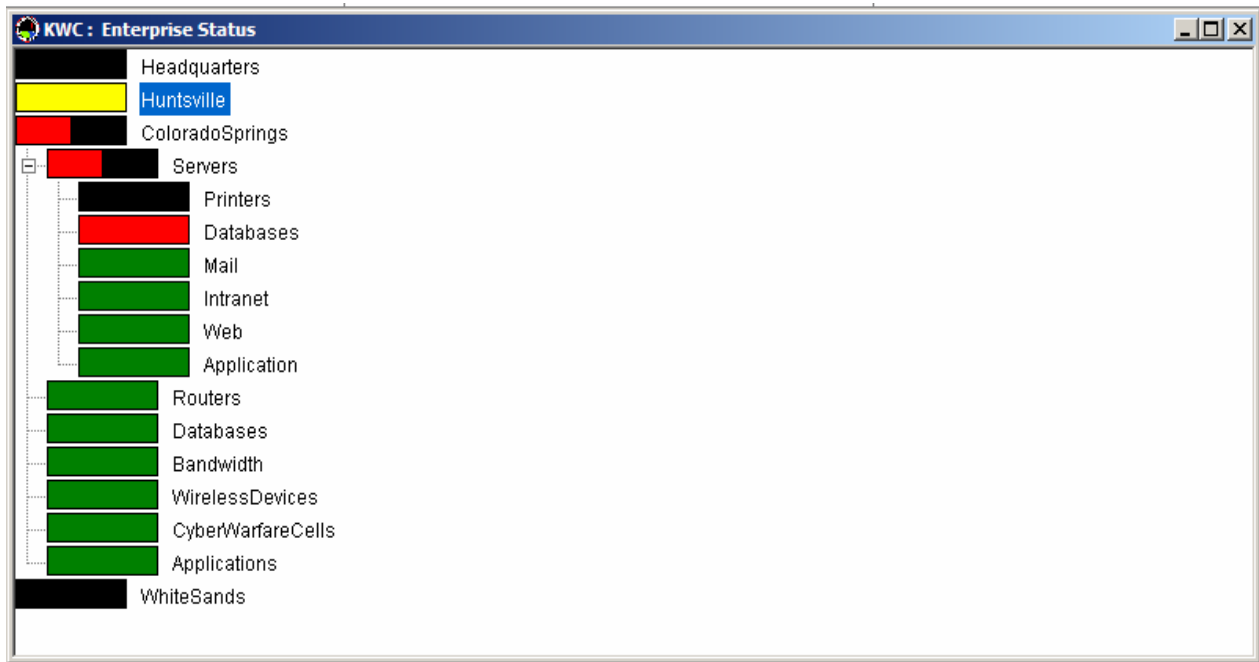 KWC : Enterprise Status
Headquarters
Huntsville
ColoradoSprings
Servers
Printers
Databases
Mail
Intranet
Web
Application
Routers
Databases
Bandwidth
WirelessDevices
CyberWarfareCells
Applications
WhiteSands